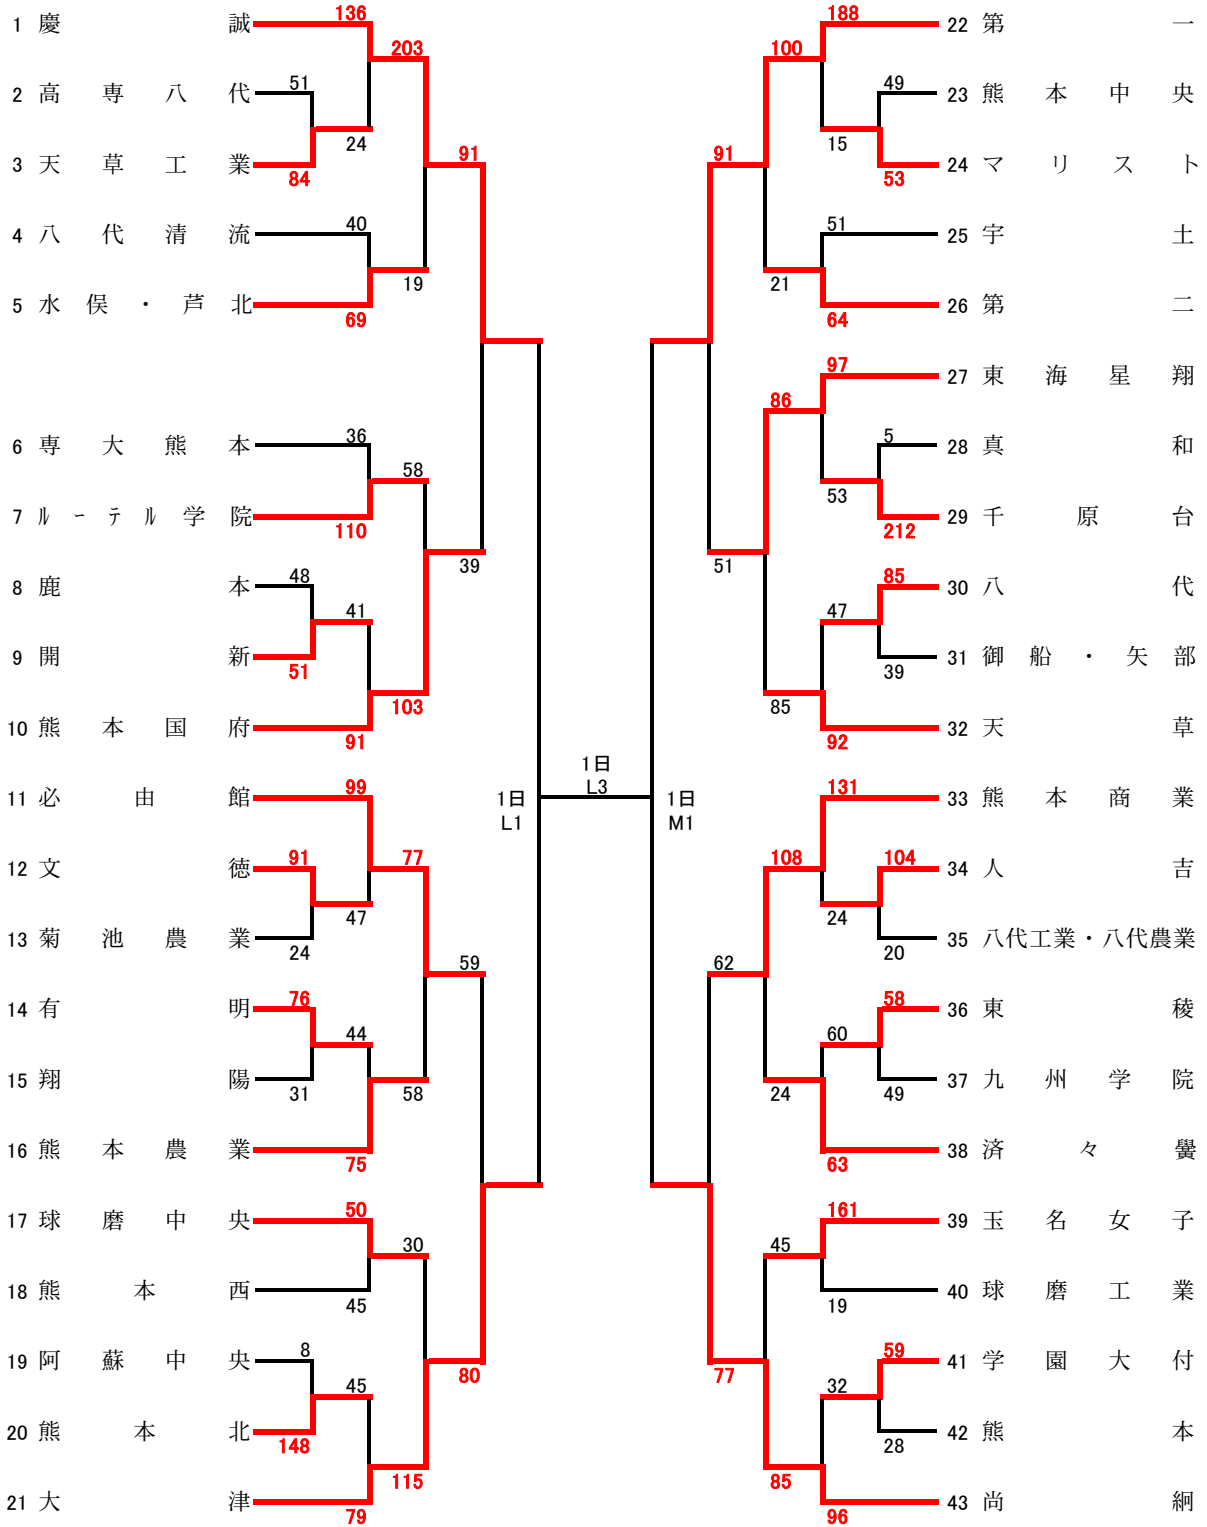 136
188
1 慶誠
22 第一
203
100
51
49
2 高専八代
23 熊本中央
24
15
91
91
3 天草工業
24 マリスト
84
53
40
51
4 八代清流
25 宇土
19
21
5 水俣・芦北
26 第二
69
64
97
27 東海星翔
86
36
5
6 専大熊本
28 真和
58
53
7 ルーテル学院
29 千原台
110
212
39
51
48
85
8 鹿本
30 八代
41
47
9 開新
31 御船・矢部
51
39
103
85
10 熊本国府
32 天草
91
92
1日
L3
99
131
11 必由館
33 熊本商業
1日
L1
1日
M1
91
77
108
104
12 文徳
34 人吉
47
24
13 菊池農業
35 八代工業・八代農業
24
20
59
62
76
58
14 有明
36 東稜
44
60
15 翔陽
37 九州学院
31
58
24
49
16 熊本農業
38 済々黌
75
63
50
161
17 球磨中央
39 玉名女子
30
45
18 熊本西
40 球磨工業
45
19
8
59
19 阿蘇中央
41 学園大付
80
77
45
32
20 熊本北
42 熊本
148
28
115
85
21 大津
43 尚絅
79
96